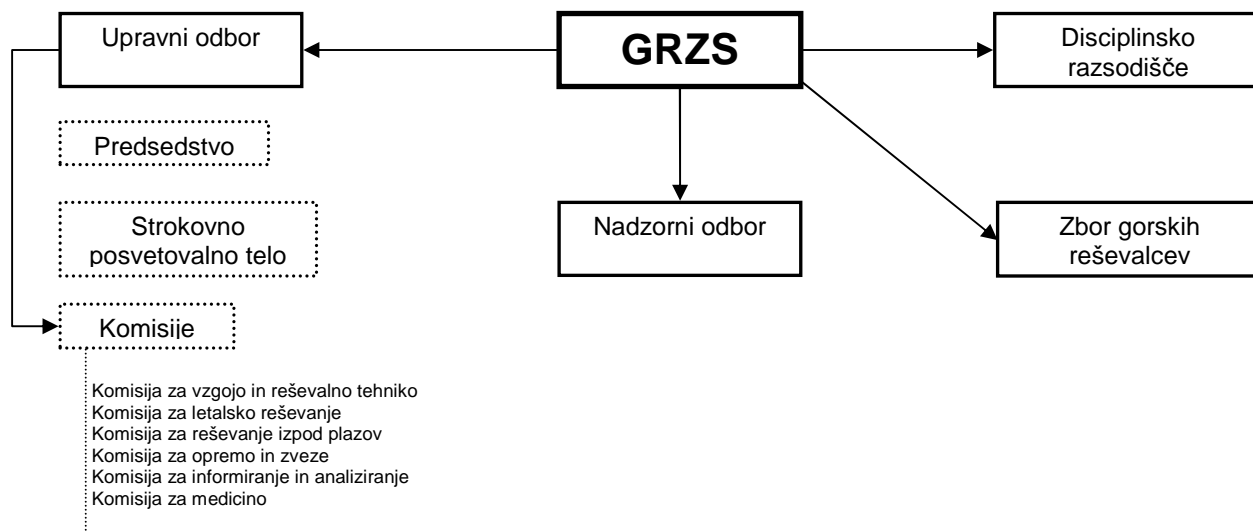 Upravni odbor
GRZS
Disciplinsko
razsodišče
Predsedstvo
Strokovno
posvetovalno telo
Nadzorni odbor
Zbor gorskih
reševalcev
Komisije
Komisija za vzgojo in reševalno tehniko
Komisija za letalsko reševanje
Komisija za reševanje izpod plazov
Komisija za opremo in zveze
Komisija za informiranje in analiziranje
Komisija za medicino